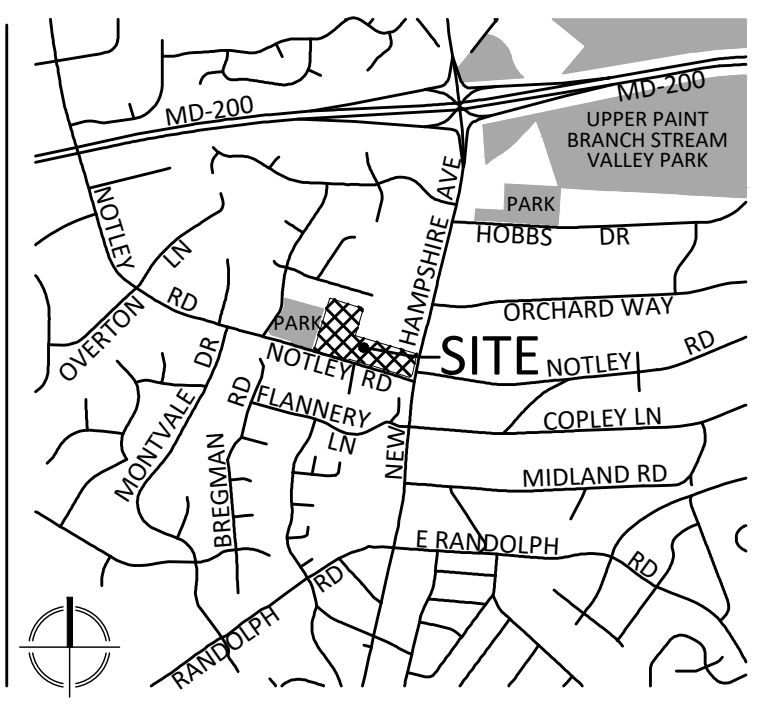 MD-200
MD-200
UPPER PAINT
BRANCH STREAM
VALLEY PARK
NOTLEY
RD
AVE
HAMPSHIRE
NEW
PARK
HOBBS DR
LN
OVERTON
ORCHARD WAY
PARK
SITE
NOTLEY RD
NOTLEY RD
DR
MONTVALE
RD
BREGMAN
FLANNERY
LN
COPLEY LN
MIDLAND RD
E RANDOLPH
RD
RD
RANDOLPH